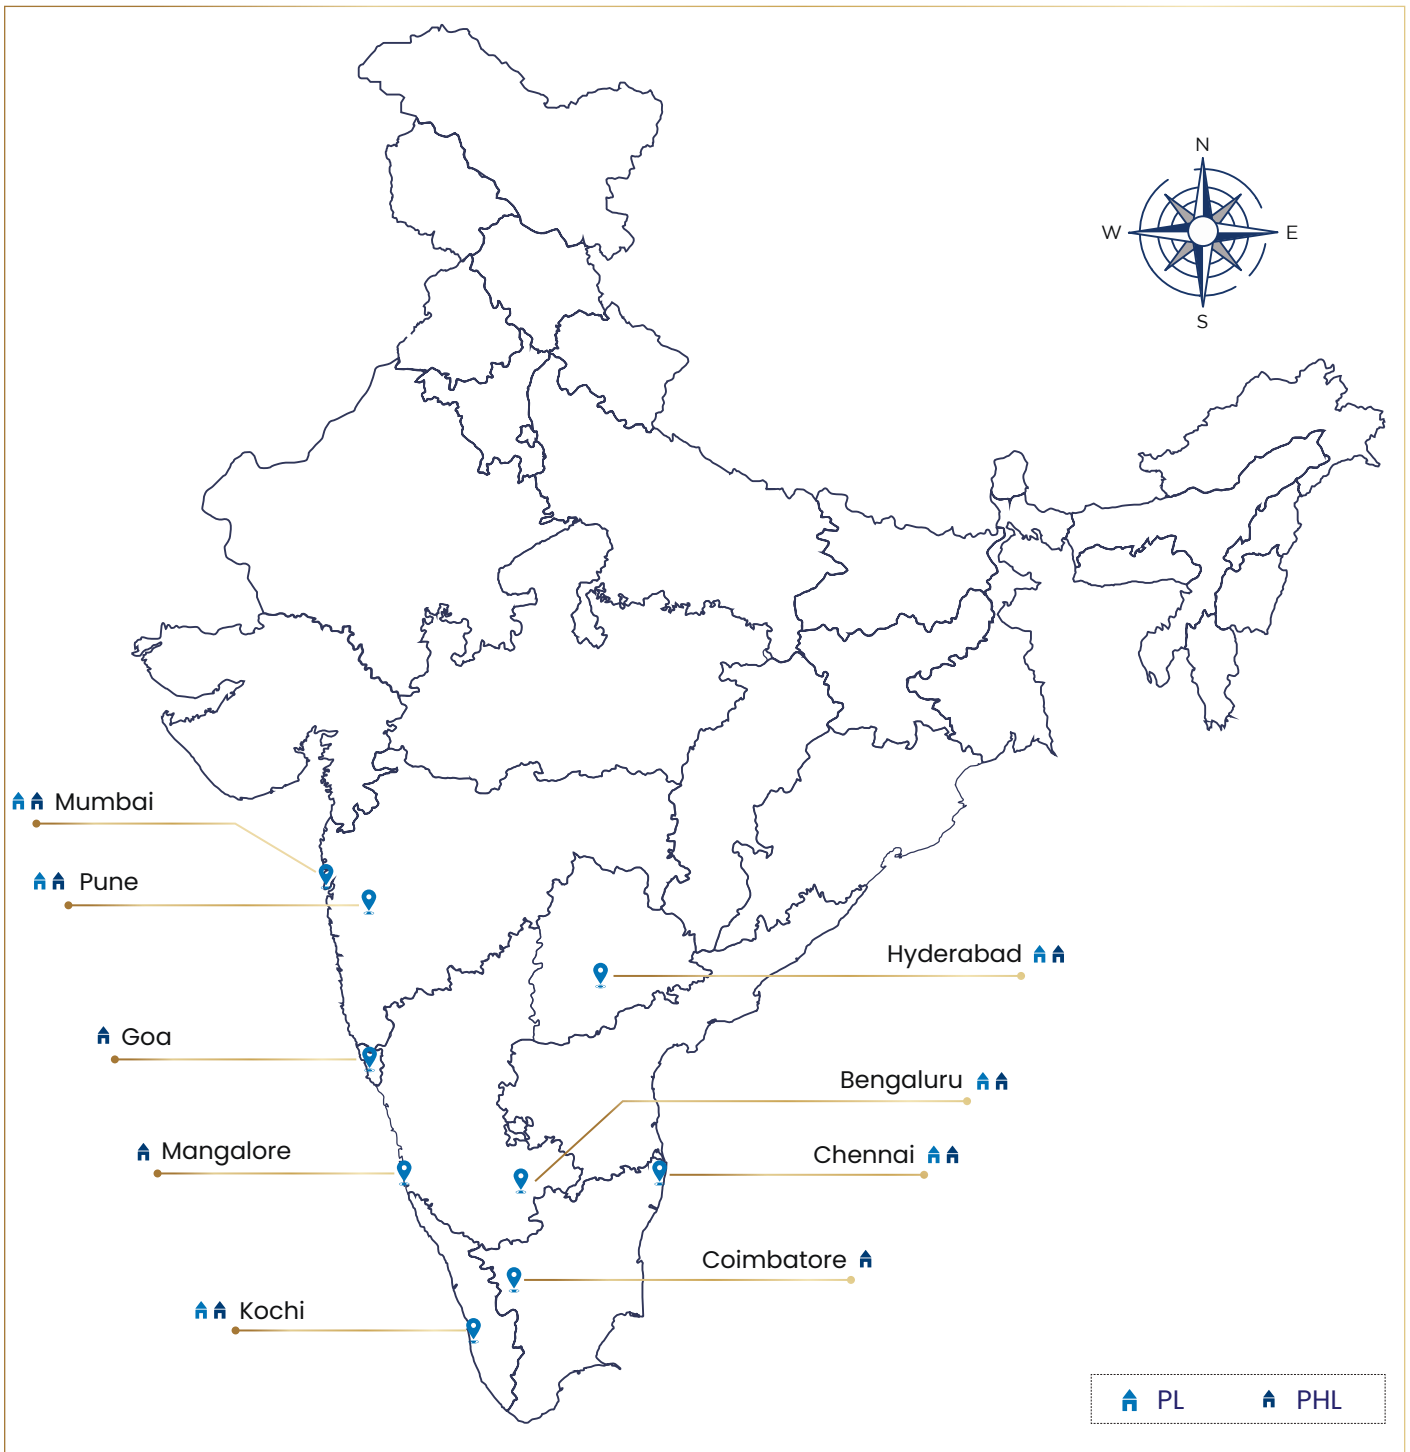 N
W
E
S
Mumbai
Pune
Hyderabad
Goa
Bengaluru
Mangalore
Chennai
Coimbatore
Kochi
PL
PHL